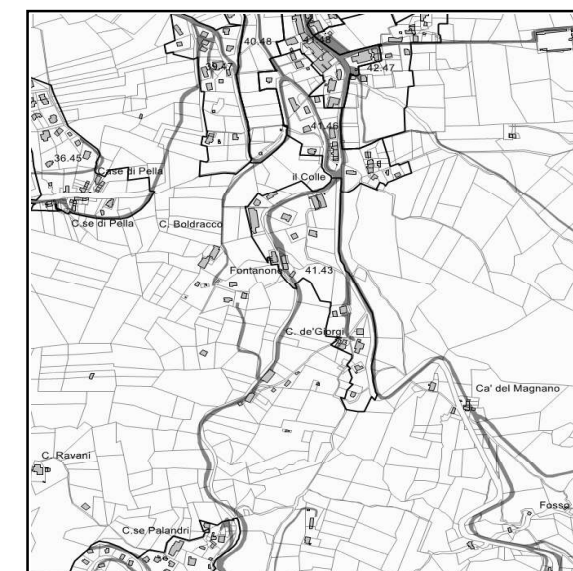 40.48
39.47
42.47
41.46
36.45
Case di Pella
il Colle
C.se di Pella
C. Boldracco
Fontanone
41.43
C. de'Giorgi
Ca' del Magnano
C. Ravani
Fosso
C.se Palandri